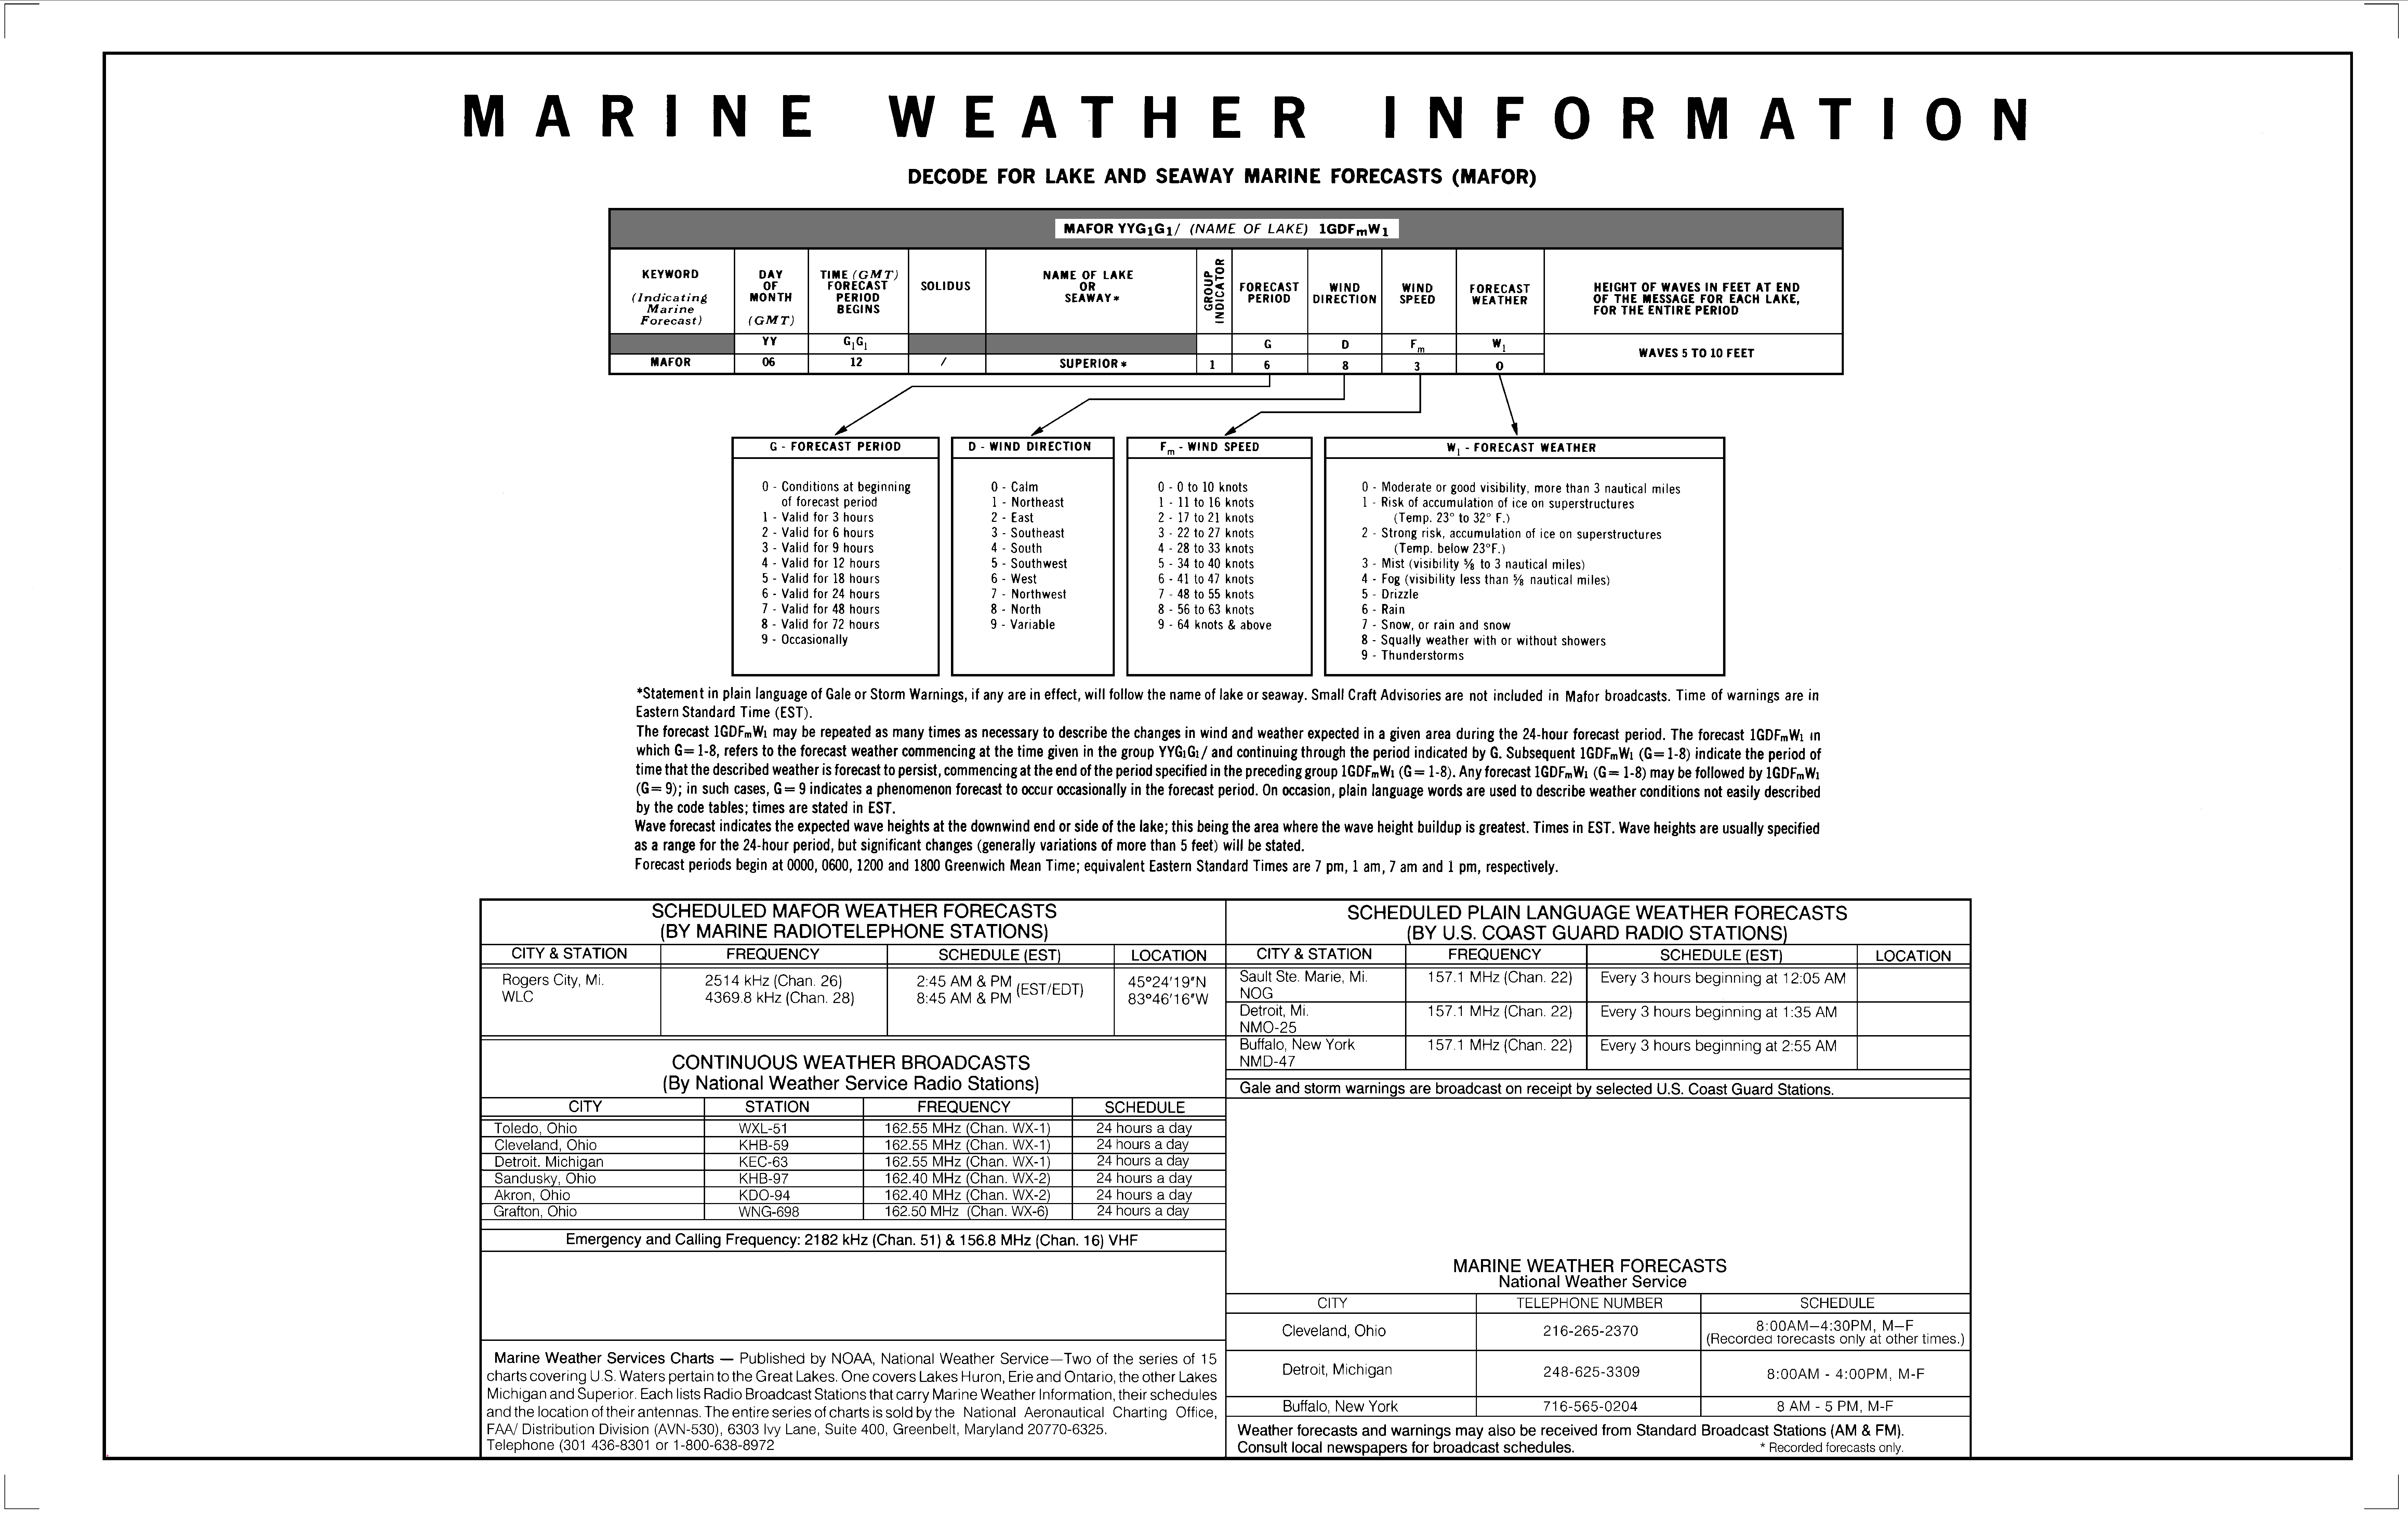 MARINE WEATHER INFORMATION
DECODE FOR LAKE AND SEAWAY MARINE FORECASTS (MAFOR)
MAFOR YYG1G1/ (NAME OF LAKE) 1GDFmW1
KEYWORD
(Indicating
Marine
Forecast)
DAY
OF
MONTH
(GMT)
TIME (GMT)
FORECAST
PERIOD
BEGINS
SOLIDUS
NAME OF LAKE
OR
SEAWAY*
GROUP
INDICATOR
FORECAST
PERIOD
WIND
DIRECTION
WIND
SPEED
FORECAST
WEATHER
HEIGHT OF WAVES IN FEET AT END
OF THE MESSAGE FOR EACH LAKE,
FOR THE ENTIRE PERIOD
YY G1G1 G D Fm W1
MAFOR 06 12 / SUPERIOR* 1 6 8 3 0 WAVES 5 TO 10 FEET
G - FORECAST PERIOD
0 - Conditions at beginning
of forecast period
1 - Valid for 3 hours
2 - Valid for 6 hours
3 - Valid for 9 hours
4 - Valid for 12 hours
5 - Valid for 18 hours
6 - Valid for 24 hours
7 - Valid for 48 hours
8 - Valid for 72 hours
9 - Occasionally
D - WIND DIRECTION
0 - Calm
1 - Northeast
2 - East
3 - Southeast
4 - South
5 - Southwest
6 - West
7 - Northwest
8 - North
9 - Variable
Fm - WIND SPEED
0 - 0 to 10 knots
1 - 11 to 16 knots
2 - 17 to 21 knots
3 - 22 to 27 knots
4 - 28 to 33 knots
5 - 34 to 40 knots
6 - 41 to 47 knots
7 - 48 to 55 knots
8 - 56 to 63 knots
9 - 64 knots & above
W1 - FORECAST WEATHER
0 - Moderate or good visibility, more than 3 nautical miles
1 - Risk of accumulation of ice on superstructures
(Temp. 23° to 32° F.)
2 - Strong risk, accumulation of ice on superstructures
(Temp. below 23°F.)
3 - Mist (visibility ⅝ to 3 nautical miles)
4 - Fog (visibility less than ⅝ nautical miles)
5 - Drizzle
6 - Rain
7 - Snow, or rain and snow
8 - Squally weather with or without showers
9 - Thunderstorms
*Statement in plain language of Gale or Storm Warnings, if any are in effect, will follow the name of lake or seaway. Small Craft Advisories are not included in Mafor broadcasts. Time of warnings are in
Eastern Standard Time (EST).
The forecast 1GDFmW1 may be repeated as many times as necessary to describe the changes in wind and weather expected in a given area during the 24-hour forecast period. The forecast 1GDFmW1 in
which G=1-8, refers to the forecast weather commencing at the time given in the group YYG1G1/ and continuing through the period indicated by G. Subsequent 1GDFmW1 (G=1-8) indicate the period of
time that the described weather is forecast to persist, commencing at the end of the period specified in the preceding group 1GDFmW1 (G= 1-8). Any forecast 1GDFmW1 (G= 1-8) may be followed by 1GDFmW1
(G=9); in such cases, G=9 indicates a phenomenon forecast to occur occasionally in the forecast period. On occasion, plain language words are used to describe weather conditions not easily described
by the code tables; times are stated in EST.
Wave forecast indicates the expected wave heights at the downwind end or side of the lake; this being the area where the wave height buildup is greatest. Times in EST. Wave heights are usually specified
as a range for the 24-hour period, but significant changes (generally variations of more than 5 feet) will be stated.
Forecast periods begin at 0000, 0600, 1200 and 1800 Greenwich Mean Time; equivalent Eastern Standard Times are 7 pm, 1 am, 7 am and 1 pm, respectively.
SCHEDULED MAFOR WEATHER FORECASTS
(BY MARINE RADIOTELEPHONE STATIONS)
CITY & STATION FREQUENCY SCHEDULE (EST) LOCATION
Rogers City, Mi. 2514 kHz (Chan. 26) 2:45 AM & PM (EST/EDT) 45°24'19"N
WLC 4369.8 kHz (Chan. 28) 8:45 AM & PM 83°46'16"W
CONTINUOUS WEATHER BROADCASTS
(By National Weather Service Radio Stations)
CITY STATION FREQUENCY SCHEDULE
Toledo, Ohio WXL-51 162.55 MHz (Chan. WX-1) 24 hours a day
Cleveland, Ohio KHB-59 162.55 MHz (Chan. WX-1) 24 hours a day
Detroit. Michigan KEC-63 162.55 MHz (Chan. WX-1) 24 hours a day
Sandusky, Ohio KHB-97 162.40 MHz (Chan. WX-2) 24 hours a day
Akron, Ohio KDO-94 162.40 MHz (Chan. WX-2) 24 hours a day
Grafton, Ohio WNG-698 162.50 MHz (Chan. WX-6) 24 hours a day
Emergency and Calling Frequency: 2182 kHz (Chan. 51) & 156.8 MHz (Chan. 16) VHF
Marine Weather Services Charts — Published by NOAA, National Weather Service—Two of the series of 15
charts covering U.S. Waters pertain to the Great Lakes. One covers Lakes Huron, Erie and Ontario, the other Lakes
Michigan and Superior. Each lists Radio Broadcast Stations that carry Marine Weather Information, their schedules
and the location of their antennas. The entire series of charts is sold by the National Aeronautical Charting Office,
FAA/ Distribution Division (AVN-530), 6303 Ivy Lane, Suite 400, Greenbelt, Maryland 20770-6325.
Telephone (301 436-8301 or 1-800-638-8972
SCHEDULED PLAIN LANGUAGE WEATHER FORECASTS
(BY U.S. COAST GUARD RADIO STATIONS)
CITY & STATION FREQUENCY SCHEDULE (EST) LOCATION
Sault Ste. Marie, Mi. 157.1 MHz (Chan. 22) Every 3 hours beginning at 12:05 AM
NOG
Detroit, Mi. 157.1 MHz (Chan. 22) Every 3 hours beginning at 1:35 AM
NMO-25
Buffalo, New York 157.1 MHz (Chan. 22) Every 3 hours beginning at 2:55 AM
NMD-47
Gale and storm warnings are broadcast on receipt by selected U.S. Coast Guard Stations.
MARINE WEATHER FORECASTS
National Weather Service
CITY TELEPHONE NUMBER SCHEDULE
Cleveland, Ohio 216-265-2370 8:00AM—4:30PM, M—F
(Recorded forecasts only at other times.)
Detroit, Michigan 248-625-3309 8:00AM - 4:00PM, M-F
Buffalo, New York 716-565-0204 8 AM - 5 PM, M-F
Weather forecasts and warnings may also be received from Standard Broadcast Stations (AM & FM).
Consult local newspapers for broadcast schedules. * Recorded forecasts only.